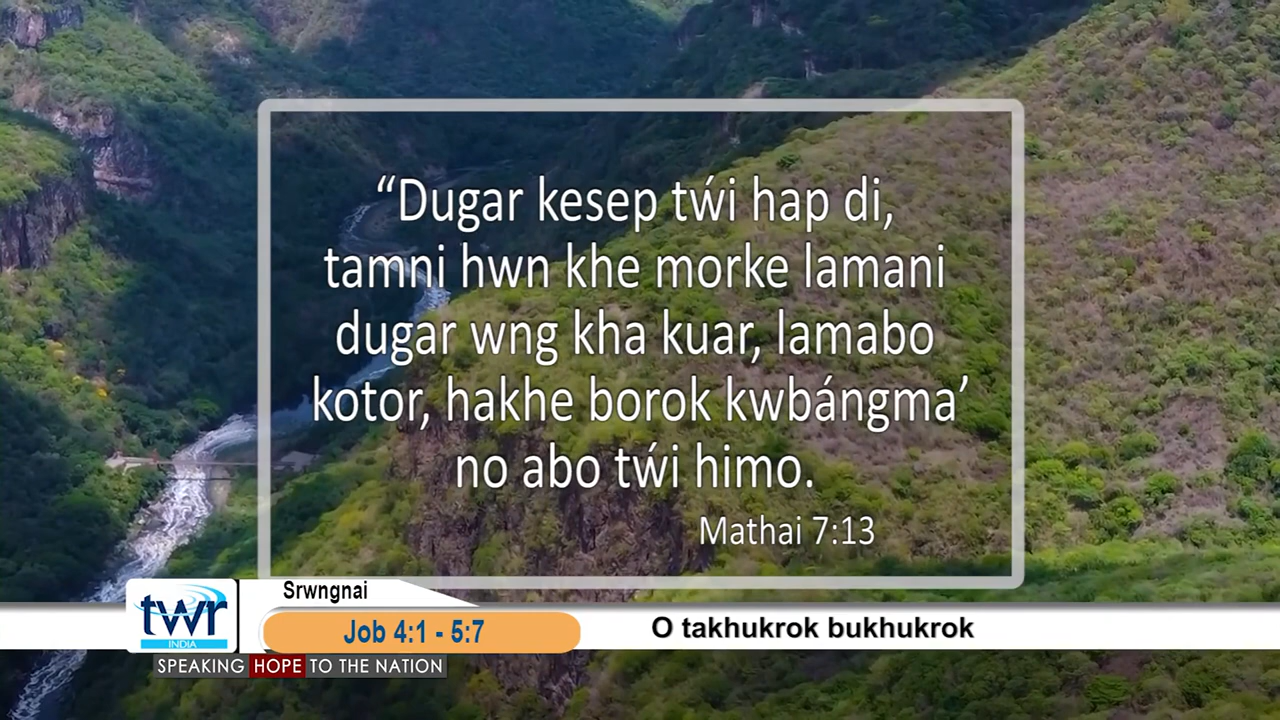 “Dugar kesep tẃi hap di,
tamni hwn khe morke lamani
dugar wng kha kuar, lamabo
kotor, hakhe borok kwbángma’
no abo tẃi himo.
Mathai 7:13
Srwngnai
twr
INDIA
Job 4:1 - 5:7
O takhukrok bukhukrok
SPEAKING HOPE TO THE NATION